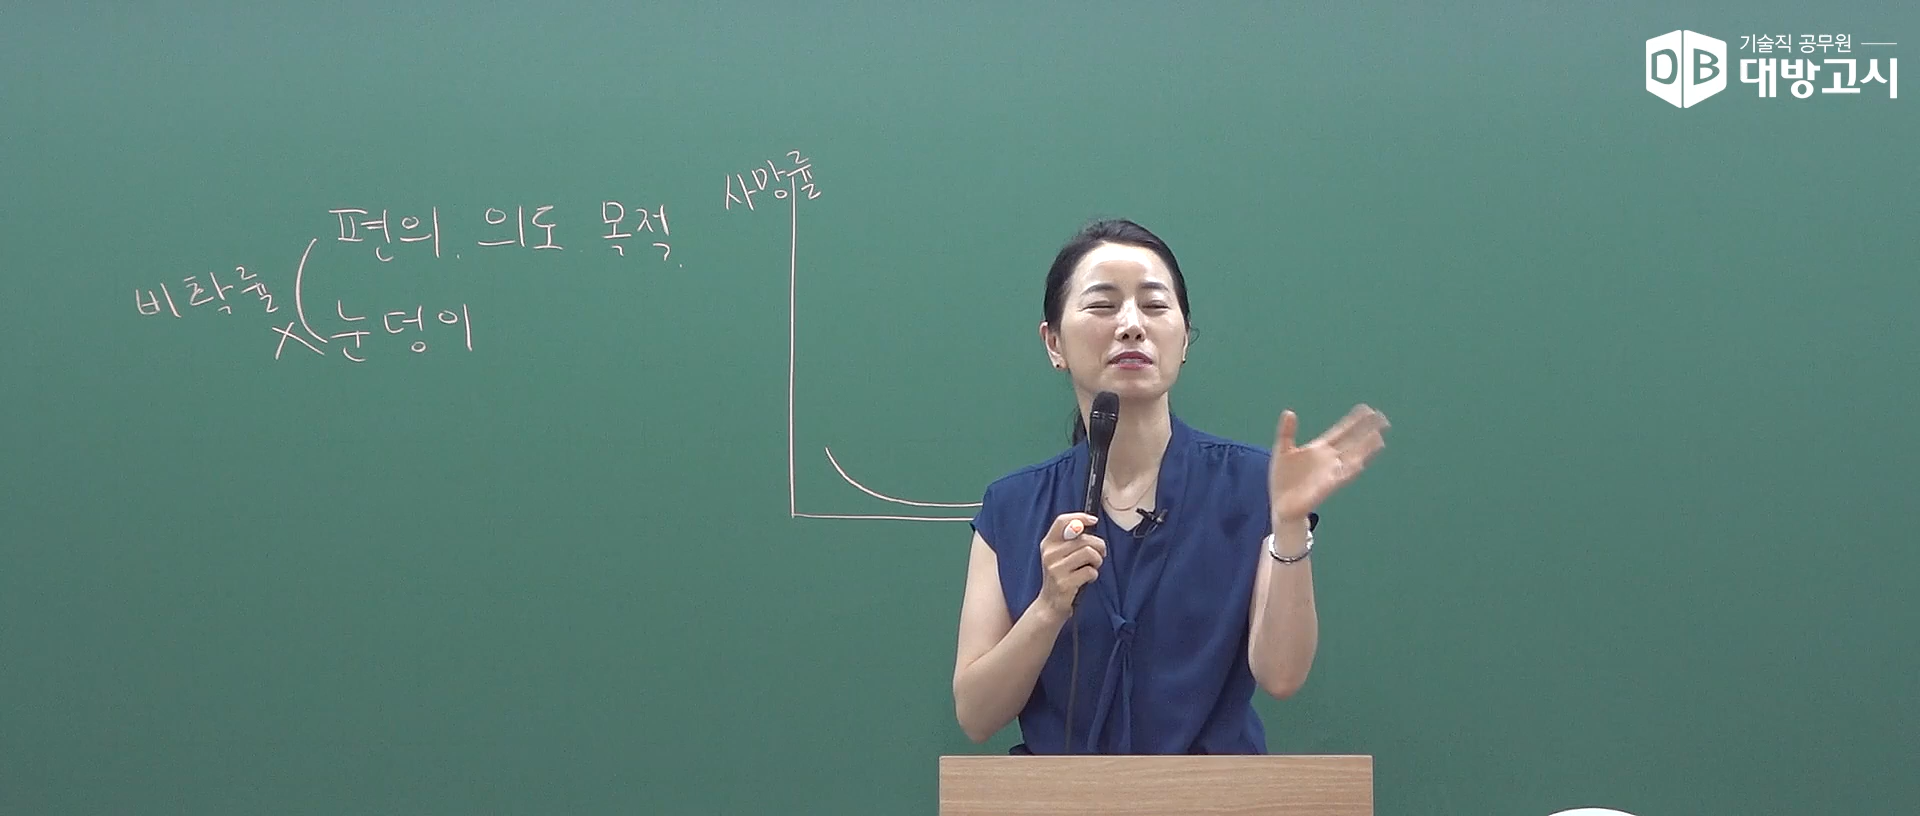 기술직 공무원
DB 대방고시
사망률
편의. 의도. 목적.
비확률
눈덩이